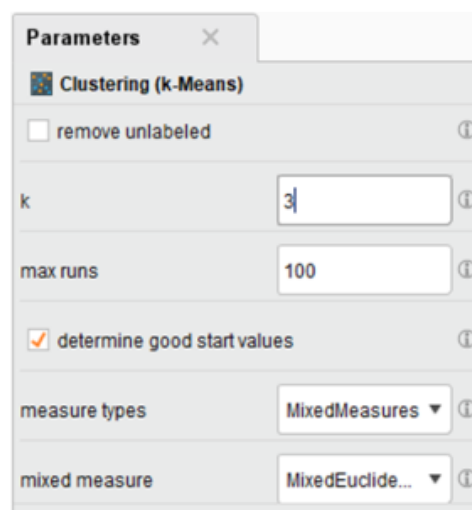 Parameters ×
Clustering (k-Means)
remove unlabeled
k 3
max runs 100
determine good start values
measure types MixedMeasures
mixed measure MixedEuclide...